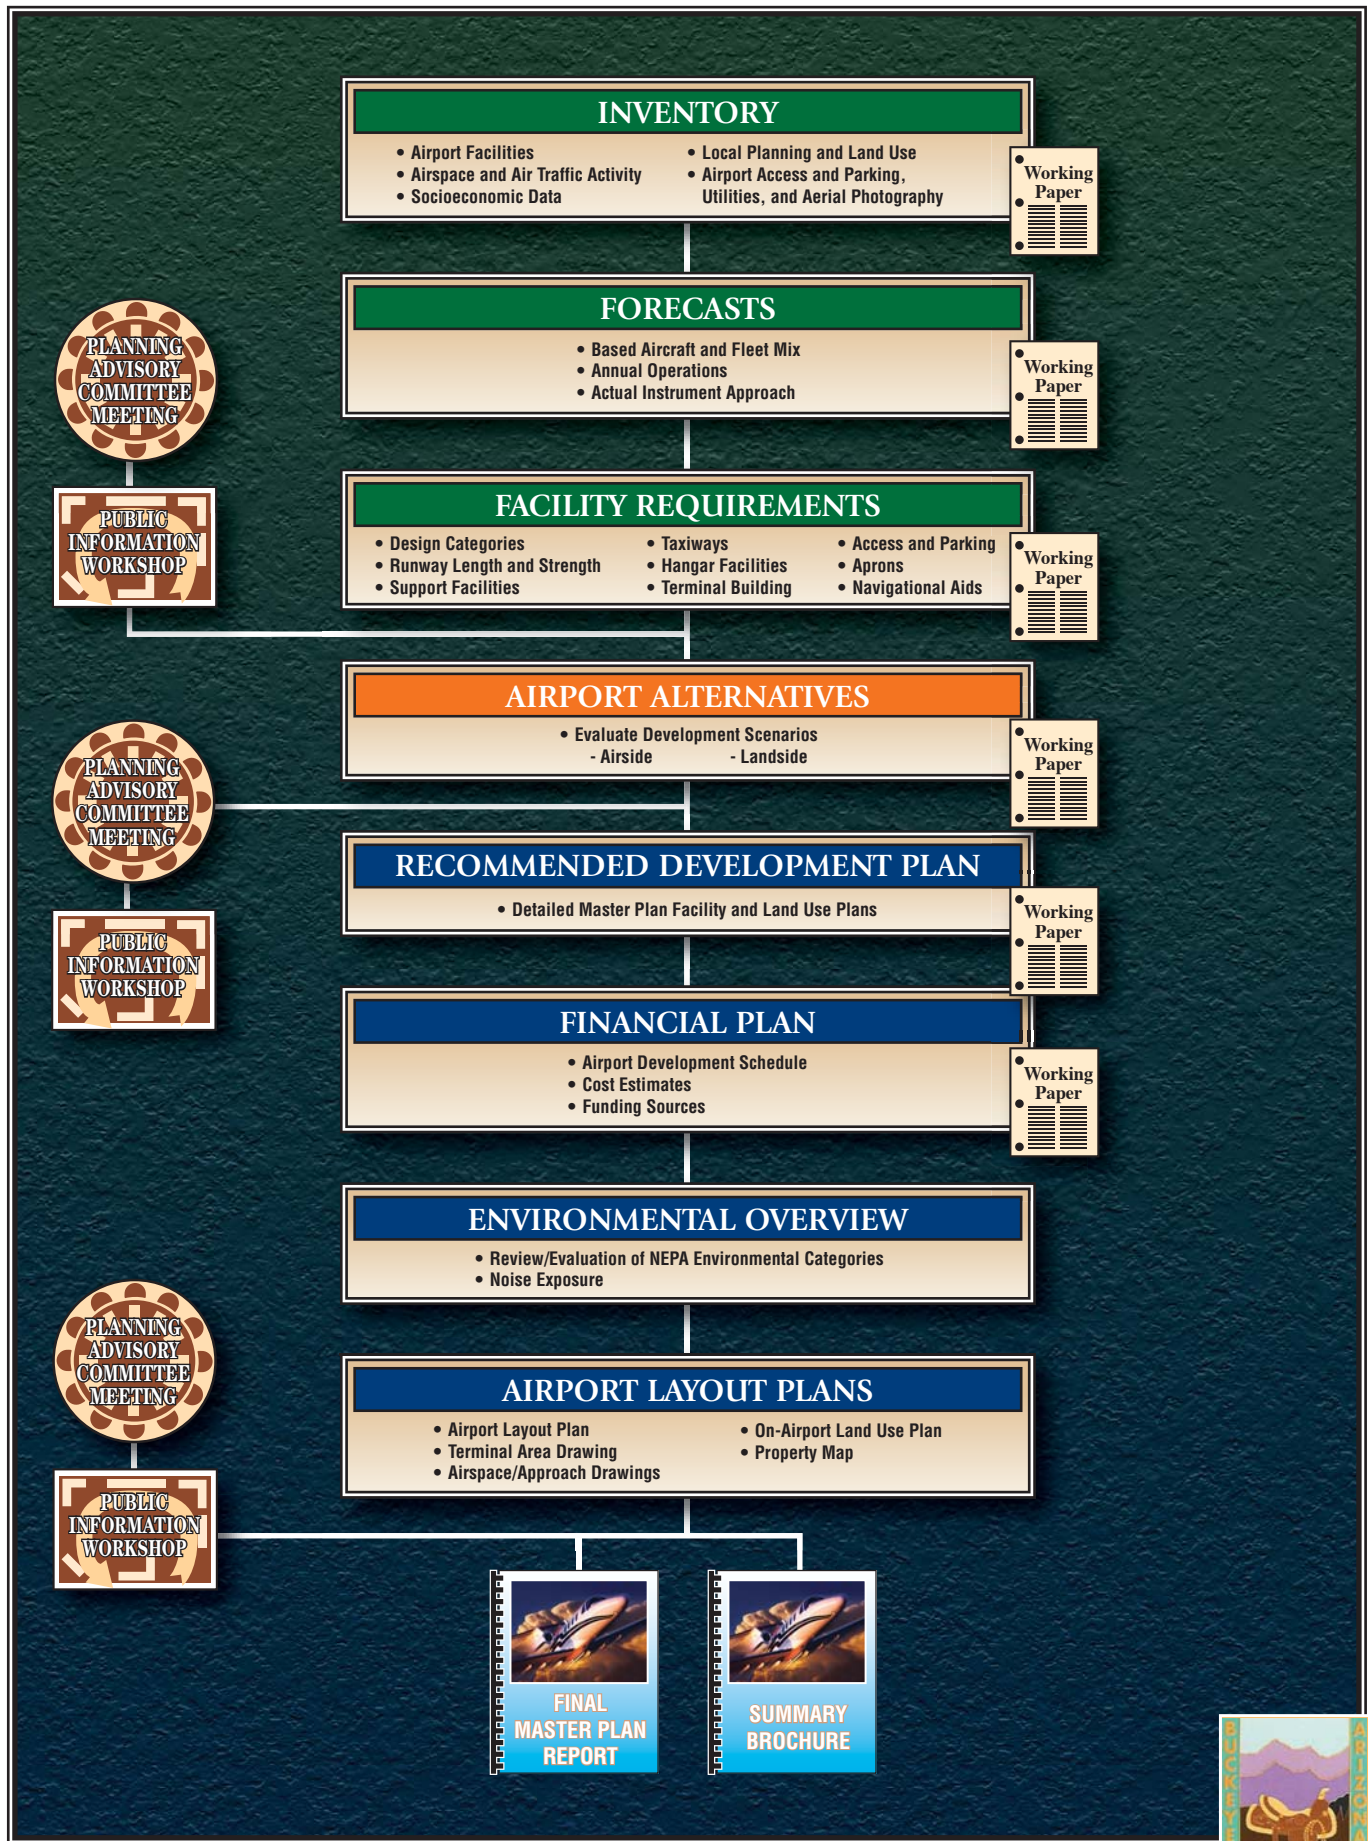 INVENTORY
• Airport Facilities
• Airspace and Air Traffic Activity
• Socioeconomic Data
• Local Planning and Land Use
• Airport Access and Parking,
Utilities, and Aerial Photography
Working
Paper
FORECASTS
• Based Aircraft and Fleet Mix
• Annual Operations
• Actual Instrument Approach
Working
Paper
PLANNING
ADVISORY
COMMITTEE
MEETING
PUBLIC
INFORMATION
WORKSHOP
FACILITY REQUIREMENTS
• Design Categories
• Runway Length and Strength
• Support Facilities
• Taxiways
• Hangar Facilities
• Terminal Building
• Access and Parking
• Aprons
• Navigational Aids
Working
Paper
AIRPORT ALTERNATIVES
• Evaluate Development Scenarios
- Airside - Landside
Working
Paper
PLANNING
ADVISORY
COMMITTEE
MEETING
PUBLIC
INFORMATION
WORKSHOP
RECOMMENDED DEVELOPMENT PLAN
• Detailed Master Plan Facility and Land Use Plans
Working
Paper
FINANCIAL PLAN
• Airport Development Schedule
• Cost Estimates
• Funding Sources
Working
Paper
ENVIRONMENTAL OVERVIEW
• Review/Evaluation of NEPA Environmental Categories
• Noise Exposure
PLANNING
ADVISORY
COMMITTEE
MEETING
PUBLIC
INFORMATION
WORKSHOP
AIRPORT LAYOUT PLANS
• Airport Layout Plan
• Terminal Area Drawing
• Airspace/Approach Drawings
• On-Airport Land Use Plan
• Property Map
FINAL
MASTER PLAN
REPORT
SUMMARY
BROCHURE
BUCKEYE
ARIZONA